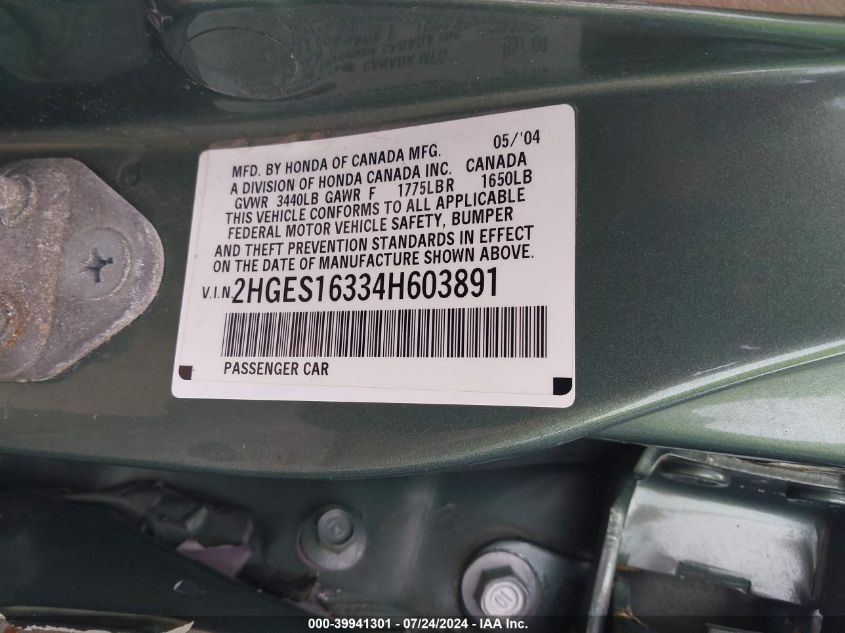 MFD. BY HONDA OF CANADA MFG. 05/'04
A DIVISION OF HONDA CANADA INC. CANADA
GVWR 3440LB GAWR F 1775LB R 1650LB
THIS VEHICLE CONFORMS TO ALL APPLICABLE
FEDERAL MOTOR VEHICLE SAFETY, BUMPER
AND THEFT PREVENTION STANDARDS IN EFFECT
ON THE DATE OF MANUFACTURE SHOWN ABOVE.
V.I.N. 2HGES16334H603891
PASSENGER CAR
000-39941301 - 07/24/2024 - IAA Inc.